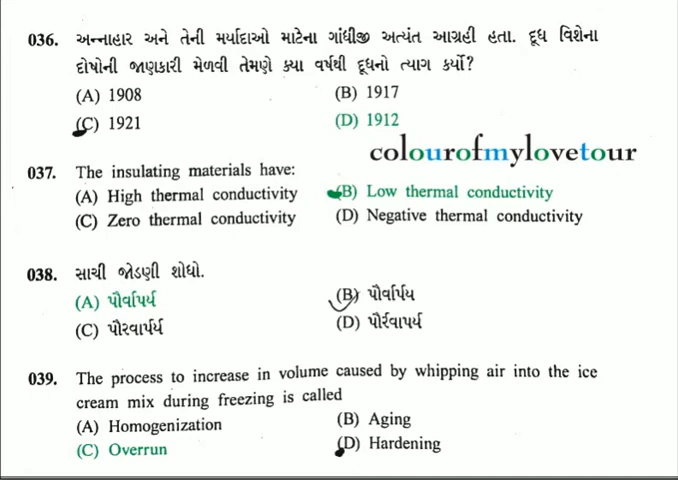 036. અન્નાહાર અને તેની મર્યાદાઓ માટેના ગાંધીજી અત્યંત આગ્રહી હતા. દૂધ વિશેના
દોષોની જાણકારી મેળવી તેમણે ક્યા વર્ષથી દૂધનો ત્યાગ કર્યો?
(A) 1908 (B) 1917
(C) 1921 (D) 1912
colourofmylovetour
037. The insulating materials have:
(A) High thermal conductivity (B) Low thermal conductivity
(C) Zero thermal conductivity (D) Negative thermal conductivity
038. સાચી જોડણી શોધો.
(A) પૌર્વાપર્ય (B) પૌર્વાર્પય
(C) પૌરવાર્પર્ય (D) પૌર્રવાપર્ય
039. The process to increase in volume caused by whipping air into the ice
cream mix during freezing is called
(A) Homogenization (B) Aging
(C) Overrun (D) Hardening